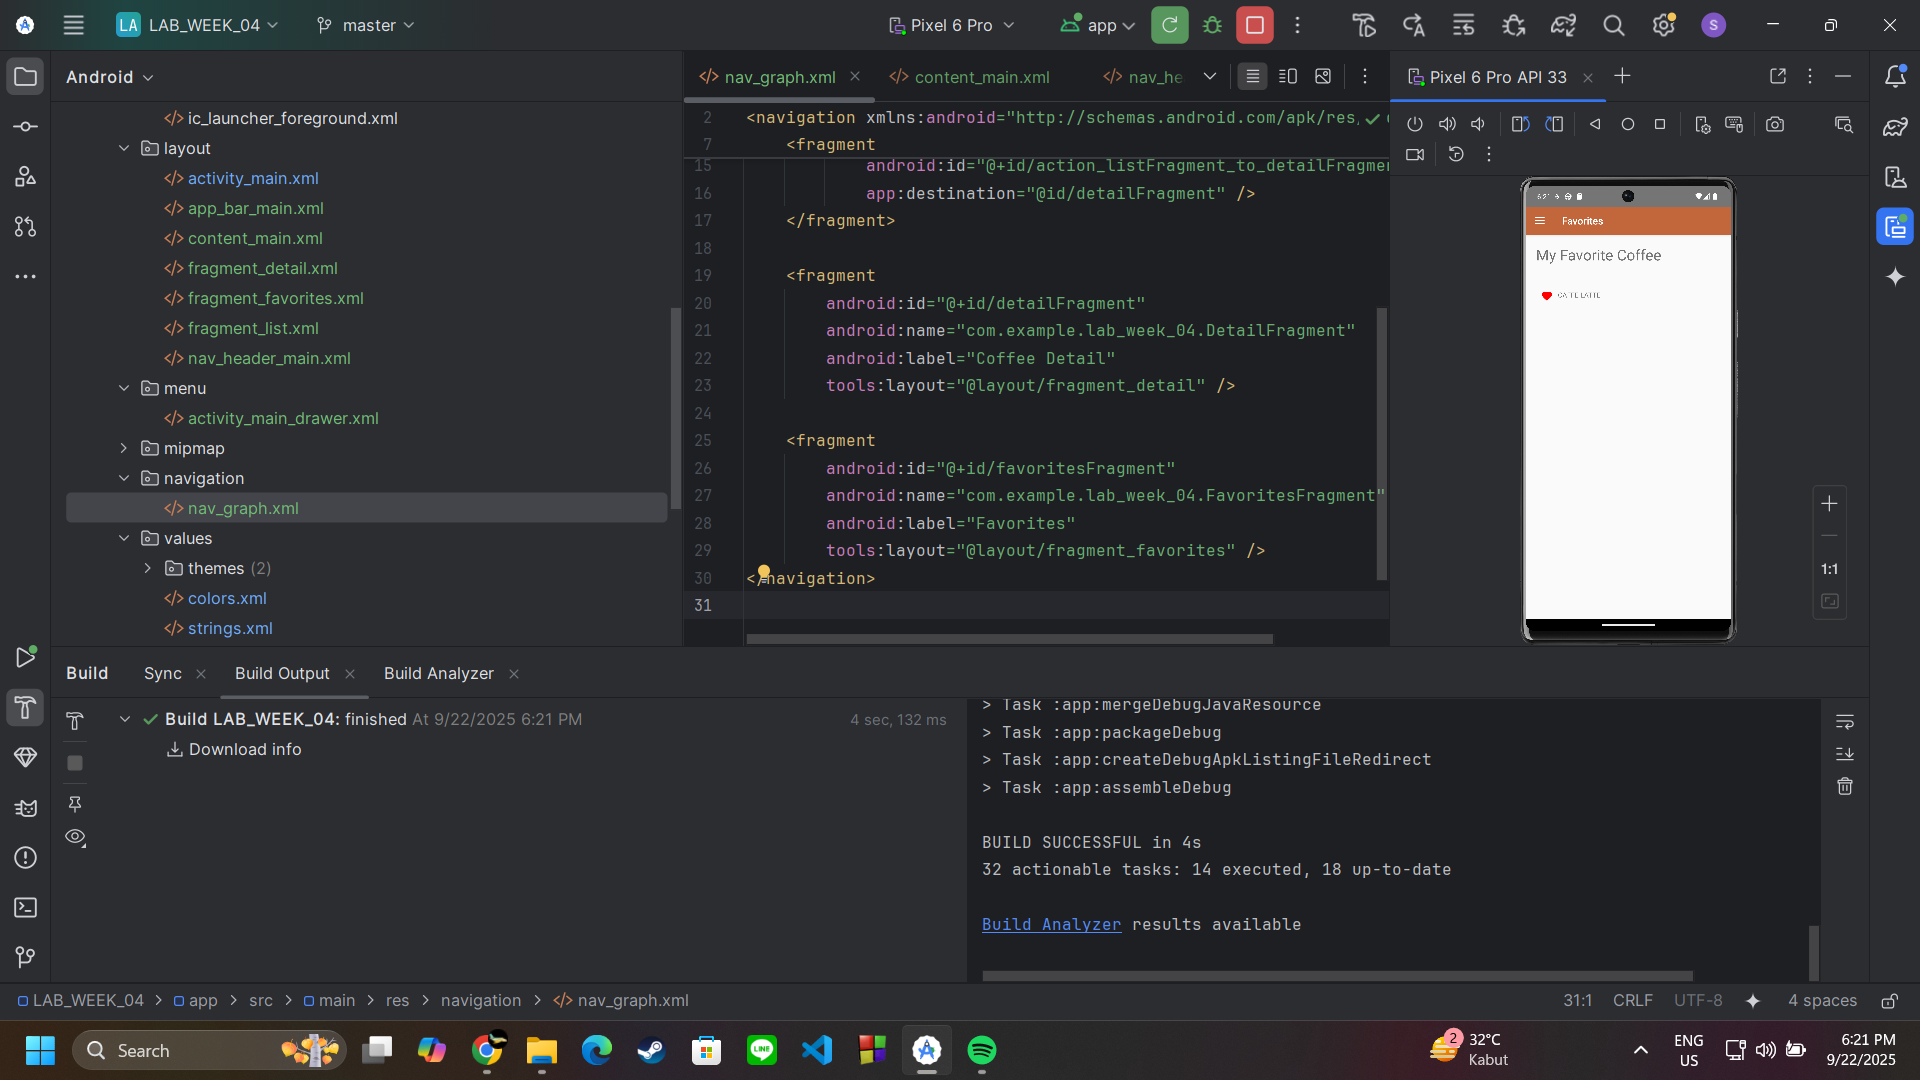 LA LAB_WEEK_04
master
Pixel 6 Pro
app
S
Android
ic_launcher_foreground.xml
layout
activity_main.xml
app_bar_main.xml
content_main.xml
fragment_detail.xml
fragment_favorites.xml
fragment_list.xml
nav_header_main.xml
menu
activity_main_drawer.xml
mipmap
navigation
nav_graph.xml
values
themes (2)
colors.xml
strings.xml
nav_graph.xml
content_main.xml
nav_he
2 <navigation xmlns:android="http://schemas.android.com/apk/res
7 <fragment
15 android:id="@+id/action_listFragment_to_detailFragmen
16 app:destination="@id/detailFragment" />
17 </fragment>
18
19 <fragment
20 android:id="@+id/detailFragment"
21 android:name="com.example.lab_week_04.DetailFragment"
22 android:label="Coffee Detail"
23 tools:layout="@layout/fragment_detail" />
24
25 <fragment
26 android:id="@+id/favoritesFragment"
27 android:name="com.example.lab_week_04.FavoritesFragment"
28 android:label="Favorites"
29 tools:layout="@layout/fragment_favorites" />
30 </navigation>
31
Pixel 6 Pro API 33
6:21
Favorites
My Favorite Coffee
LATTE
1:1
Build
Sync
Build Output
Build Analyzer
Build LAB_WEEK_04: finished At 9/22/2025 6:21 PM
4 sec, 132 ms
Download info
> Task :app:mergeDebugJavaResource
> Task :app:packageDebug
> Task :app:createDebugApkListingFileRedirect
> Task :app:assembleDebug
BUILD SUCCESSFUL in 4s
32 actionable tasks: 14 executed, 18 up-to-date
Build Analyzer results available
LAB_WEEK_04 > app > src > main > res > navigation > nav_graph.xml
31:1
CRLF
UTF-8
4 spaces
Search
LINE
2
32°C
Kabut
ENG
US
6:21 PM
9/22/2025